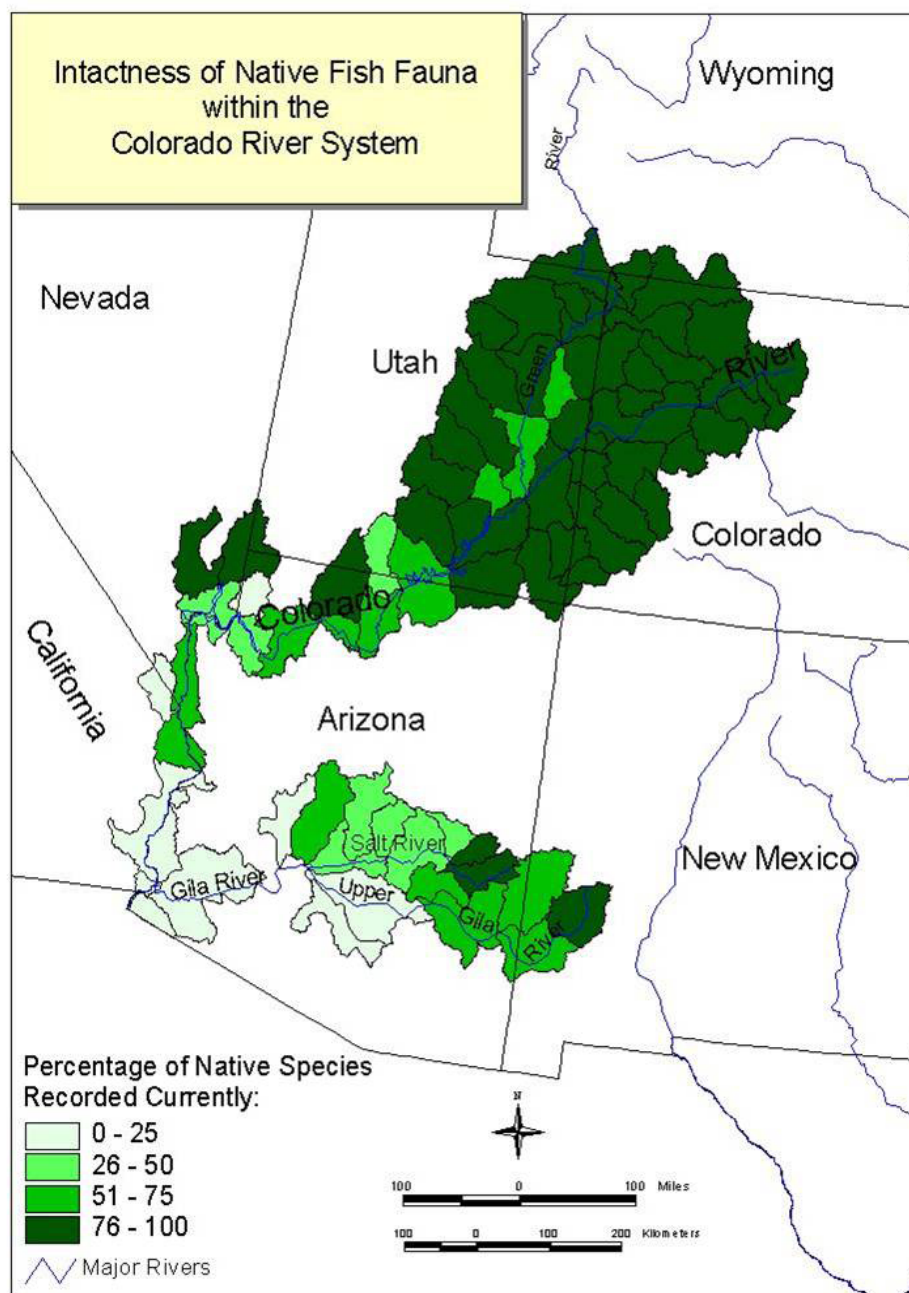 Intactness of Native Fish Fauna
within the
Colorado River System
Wyoming
River
Nevada
Utah
Green
River
Colorado
Colorado
California
Arizona
Salt River
New Mexico
Gila River
Upper
Gila
River
Percentage of Native Species
Recorded Currently:
0 - 25
26 - 50
51 - 75
76 - 100
Major Rivers
N
100 0 100 Miles
100 0 100 200 Kilometers